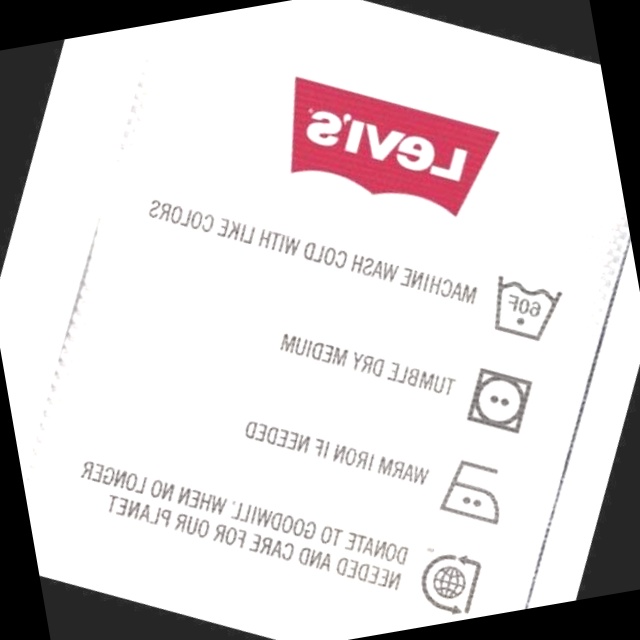 Levi's
60F
MACHINE WASH COLD WITH LIKE COLORS
TUMBLE DRY MEDIUM
WARM IRON IF NEEDED
DONATE TO GOODWILL™ WHEN NO LONGER
NEEDED AND CARE FOR OUR PLANET